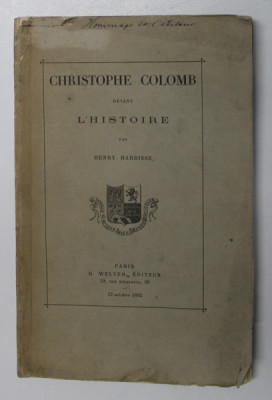 Hommage de l'auteur
CHRISTOPHE COLOMB
DEVANT
L'HISTOIRE
PAR
HENRY HARRISSE
PARIS
H. WELTER, ÉDITEUR
59, RUE BONAPARTE, 59
12 octobre 1892